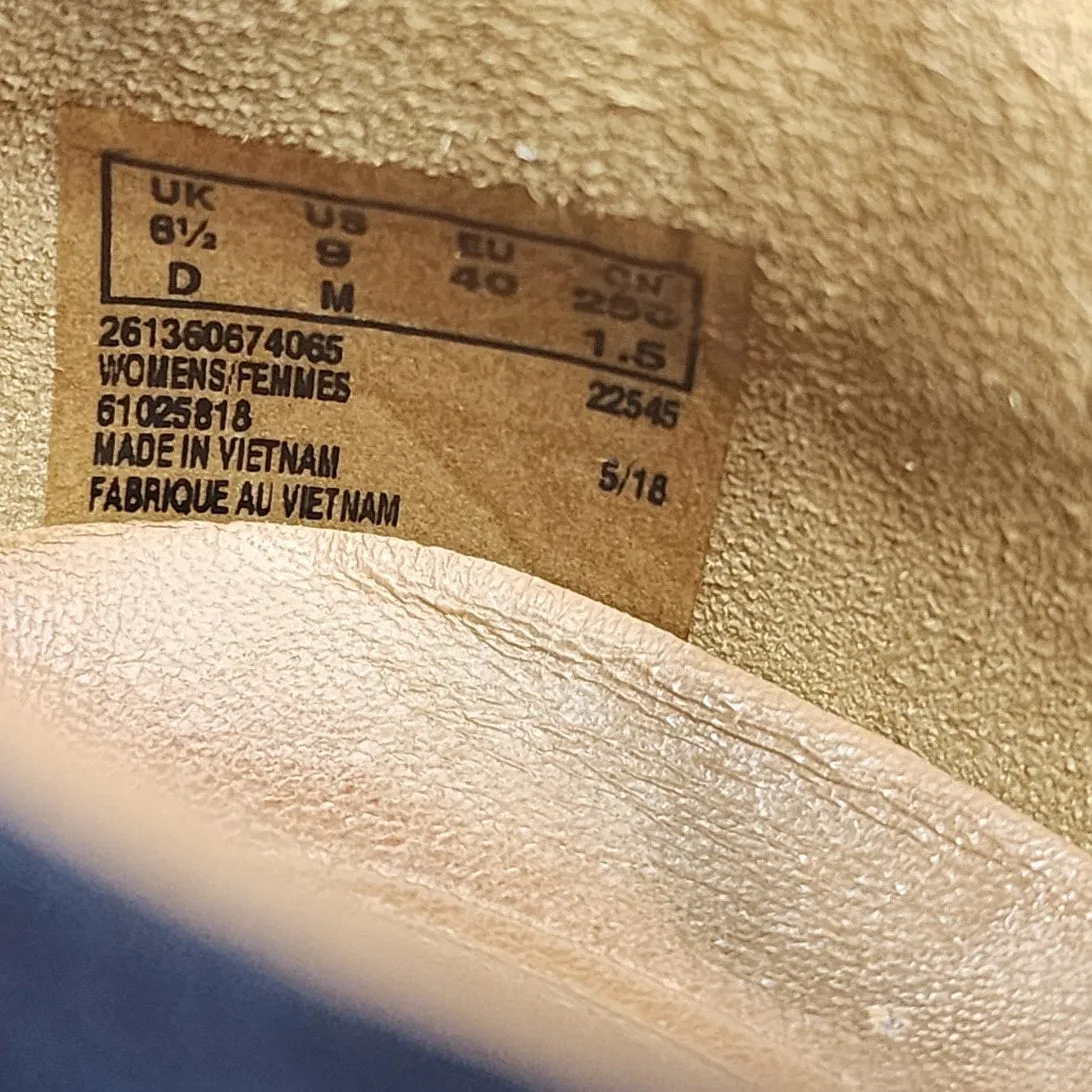 UK US EU CN
6½ 9 40
D M 1.5
261360674065 22545
WOMENS/FEMMES
61025818
MADE IN VIETNAM 5/18
FABRIQUE AU VIETNAM